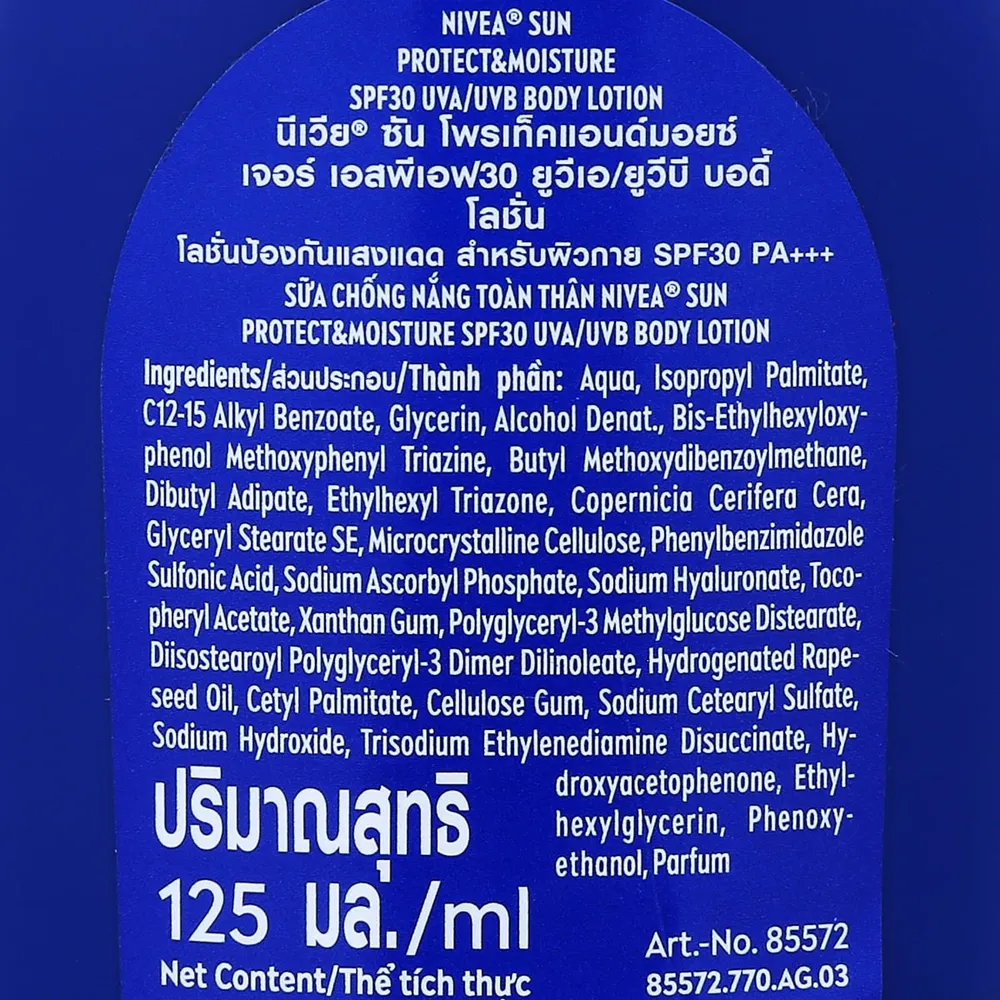 NIVEA® SUN
PROTECT&MOISTURE
SPF30 UVA/UVB BODY LOTION
นีเวีย® ซัน โพรเท็คแอนด์มอยซ์
เจอร์ เอสพีเอฟ30 ยูวีเอ/ยูวีบี บอดี้
โลชั่น
โลชั่นป้องกันแสงแดด สำหรับผิวกาย SPF30 PA+++
SỮA CHỐNG NẮNG TOÀN THÂN NIVEA® SUN
PROTECT&MOISTURE SPF30 UVA/UVB BODY LOTION
Ingredients/ส่วนประกอบ/Thành phần: Aqua, Isopropyl Palmitate,
C12-15 Alkyl Benzoate, Glycerin, Alcohol Denat., Bis-Ethylhexyloxy-
phenol Methoxyphenyl Triazine, Butyl Methoxydibenzoylmethane,
Dibutyl Adipate, Ethylhexyl Triazone, Copernicia Cerifera Cera,
Glyceryl Stearate SE, Microcrystalline Cellulose, Phenylbenzimidazole
Sulfonic Acid, Sodium Ascorbyl Phosphate, Sodium Hyaluronate, Toco-
pheryl Acetate, Xanthan Gum, Polyglyceryl-3 Methylglucose Distearate,
Diisostearoyl Polyglyceryl-3 Dimer Dilinoleate, Hydrogenated Rape-
seed Oil, Cetyl Palmitate, Cellulose Gum, Sodium Cetearyl Sulfate,
Sodium Hydroxide, Trisodium Ethylenediamine Disuccinate, Hy-
droxyacetophenone, Ethyl-
hexylglycerin, Phenoxy-
ethanol, Parfum
ปริมาณสุทธิ
125 มล./ml
Net Content/Thể tích thực
Art.-No. 85572
85572.770.AG.03